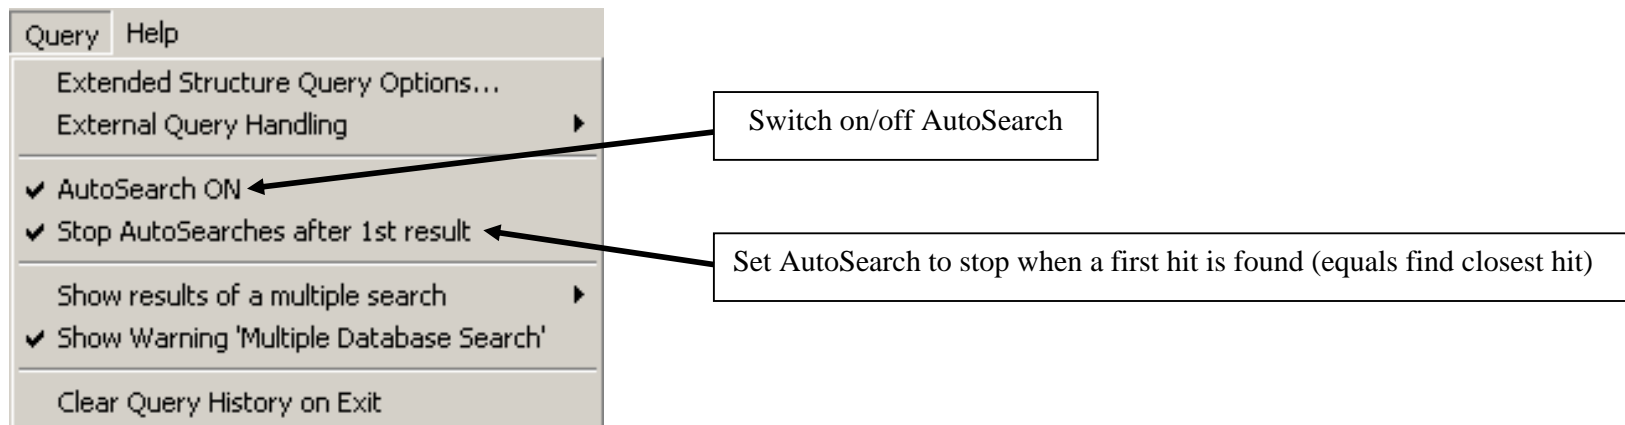 Query Help
Extended Structure Query Options...
External Query Handling
Switch on/off AutoSearch
AutoSearch ON
Stop AutoSearches after 1st result
Set AutoSearch to stop when a first hit is found (equals find closest hit)
Show results of a multiple search
Show Warning 'Multiple Database Search'
Clear Query History on Exit